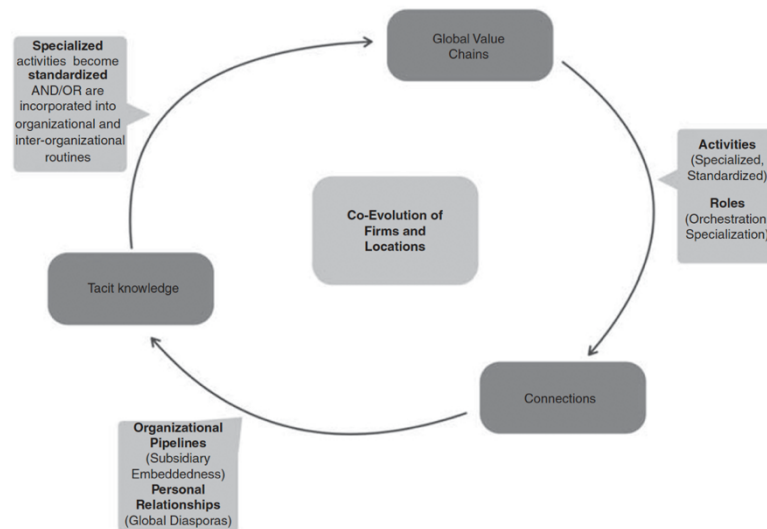 Specialized
activities become
standardized
AND/OR are
incorporated into
organizational and
inter-organizational
routines
Global Value
Chains
Activities
(Specialized,
Standardized)
Roles
(Orchestration,
Specialization)
Co-Evolution of
Firms and
Locations
Tacit knowledge
Connections
Organizational
Pipelines
(Subsidiary
Embeddedness)
Personal
Relationships
(Global Diasporas)